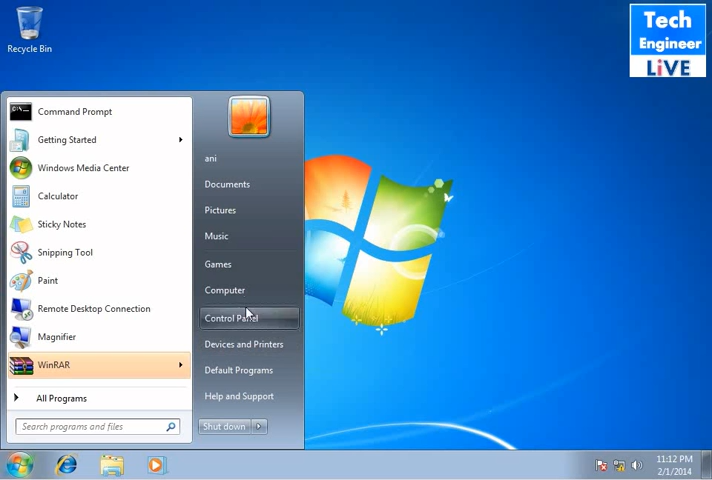 Recycle Bin
Tech
Engineer
LiVE
Command Prompt
Getting Started
Windows Media Center
Calculator
Sticky Notes
Snipping Tool
Paint
Remote Desktop Connection
Magnifier
WinRAR
All Programs
Search programs and files
ani
Documents
Pictures
Music
Games
Computer
Control Panel
Devices and Printers
Default Programs
Help and Support
Shut down
11:12 PM
2/1/2014